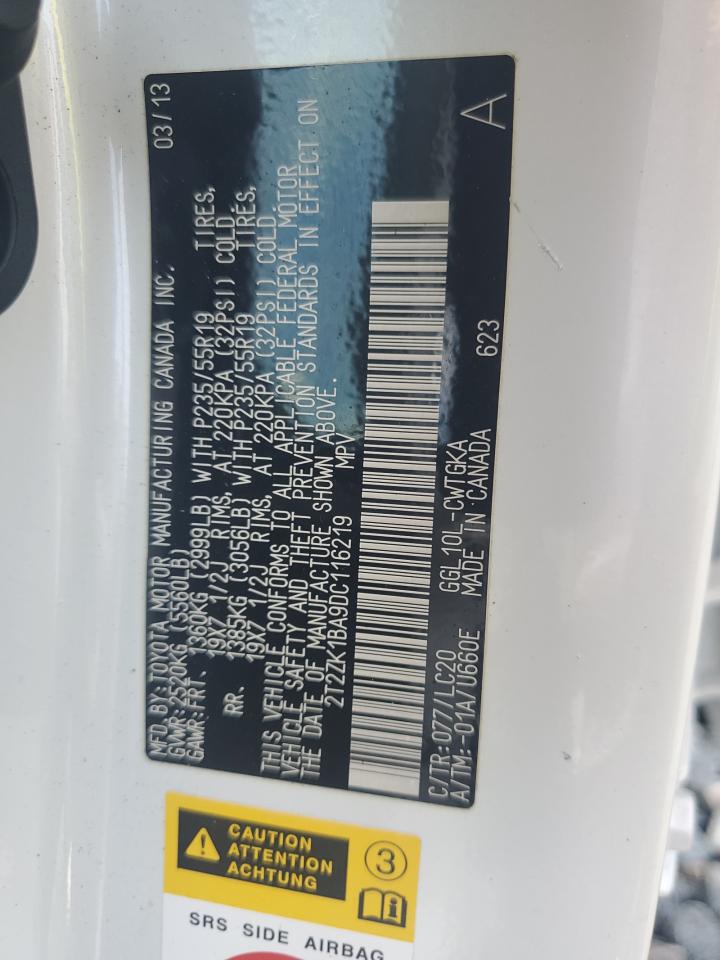 MFD.BY:TOYOTA MOTOR MANUFACTURING CANADA INC. 03/13
GVWR:2520KG (5560LB)
GAWR:FRT. 1360KG (2999LB) WITH P235/55R19 TIRES,
19X7 1/2J RIMS, AT 220KPA (32PSI) COLD.
RR. 1385KG (3056LB) WITH P235/55R19 TIRES,
19X7 1/2J RIMS, AT 220KPA (32PSI) COLD.
THIS VEHICLE CONFORMS TO ALL APPLICABLE FEDERAL MOTOR
VEHICLE SAFETY AND THEFT PREVENTION STANDARDS IN EFFECT ON
THE DATE OF MANUFACTURE SHOWN ABOVE.
2T2ZK1BA9DC116219 MPV
C/TR:077/LC20 GGL10L-CWTGKA 623 A
A/TM:-01A/U660E MADE IN CANADA
CAUTION
ATTENTION
ACHTUNG
3
SRS SIDE AIRBAG